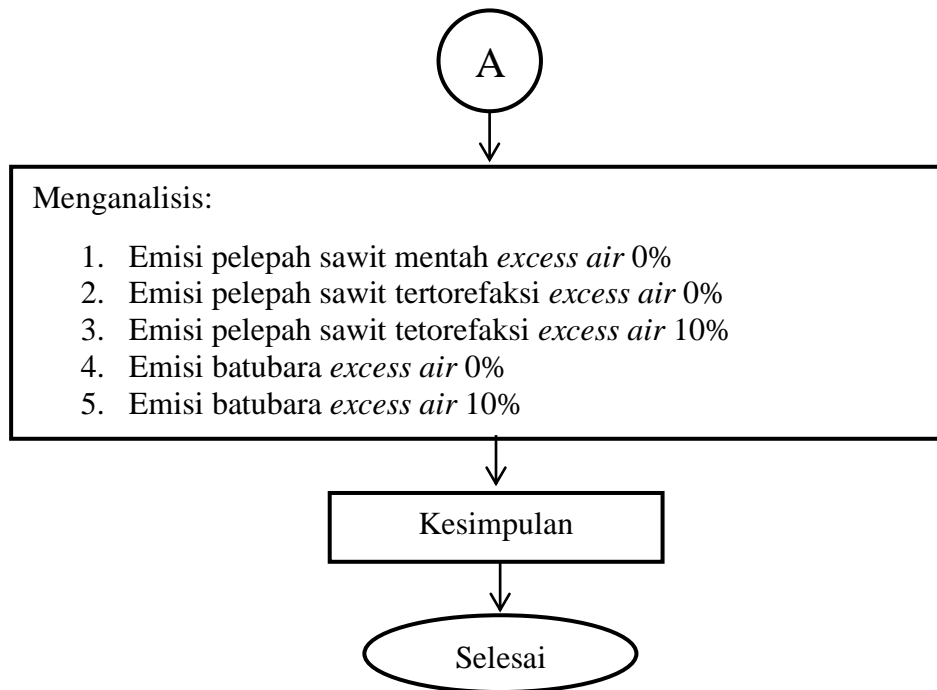 A
Menganalisis:
1. Emisi pelepah sawit mentah excess air 0%
2. Emisi pelepah sawit tertorefaksi excess air 0%
3. Emisi pelepah sawit tetorefaksi excess air 10%
4. Emisi batubara excess air 0%
5. Emisi batubara excess air 10%
Kesimpulan
Selesai